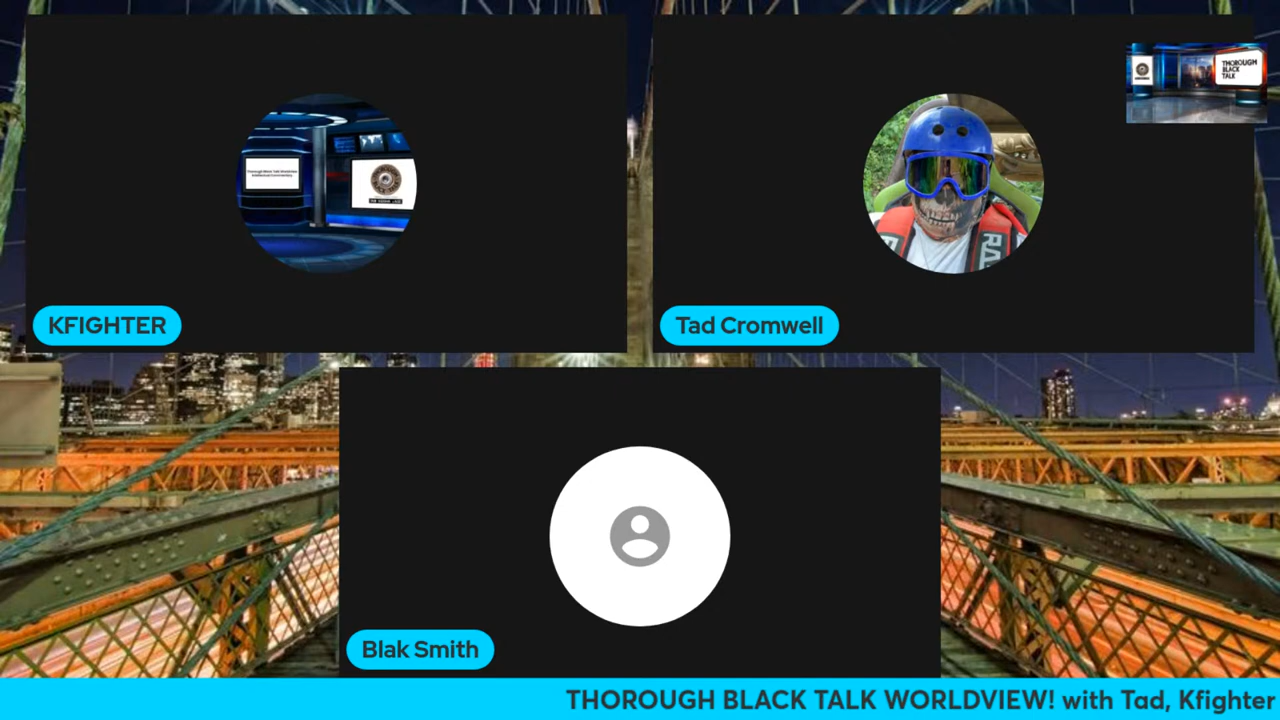 THOROUGH
BLACK
TALK
KFIGHTER
Tad Cromwell
Blak Smith
THOROUGH BLACK TALK WORLDVIEW! with Tad, Kfighter